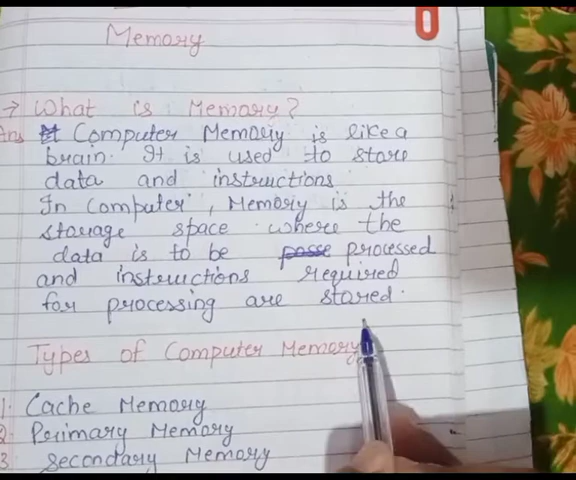 Memory
→ What is Memory?
Ans Computer Memory is like a
brain. It is used to store
data and instructions.
In Computer, Memory is the
storage space where the
data is to be processed
and instructions required
for processing are stored.
Types of Computer Memory
1. Cache Memory
2. Primary Memory
3. Secondary Memory